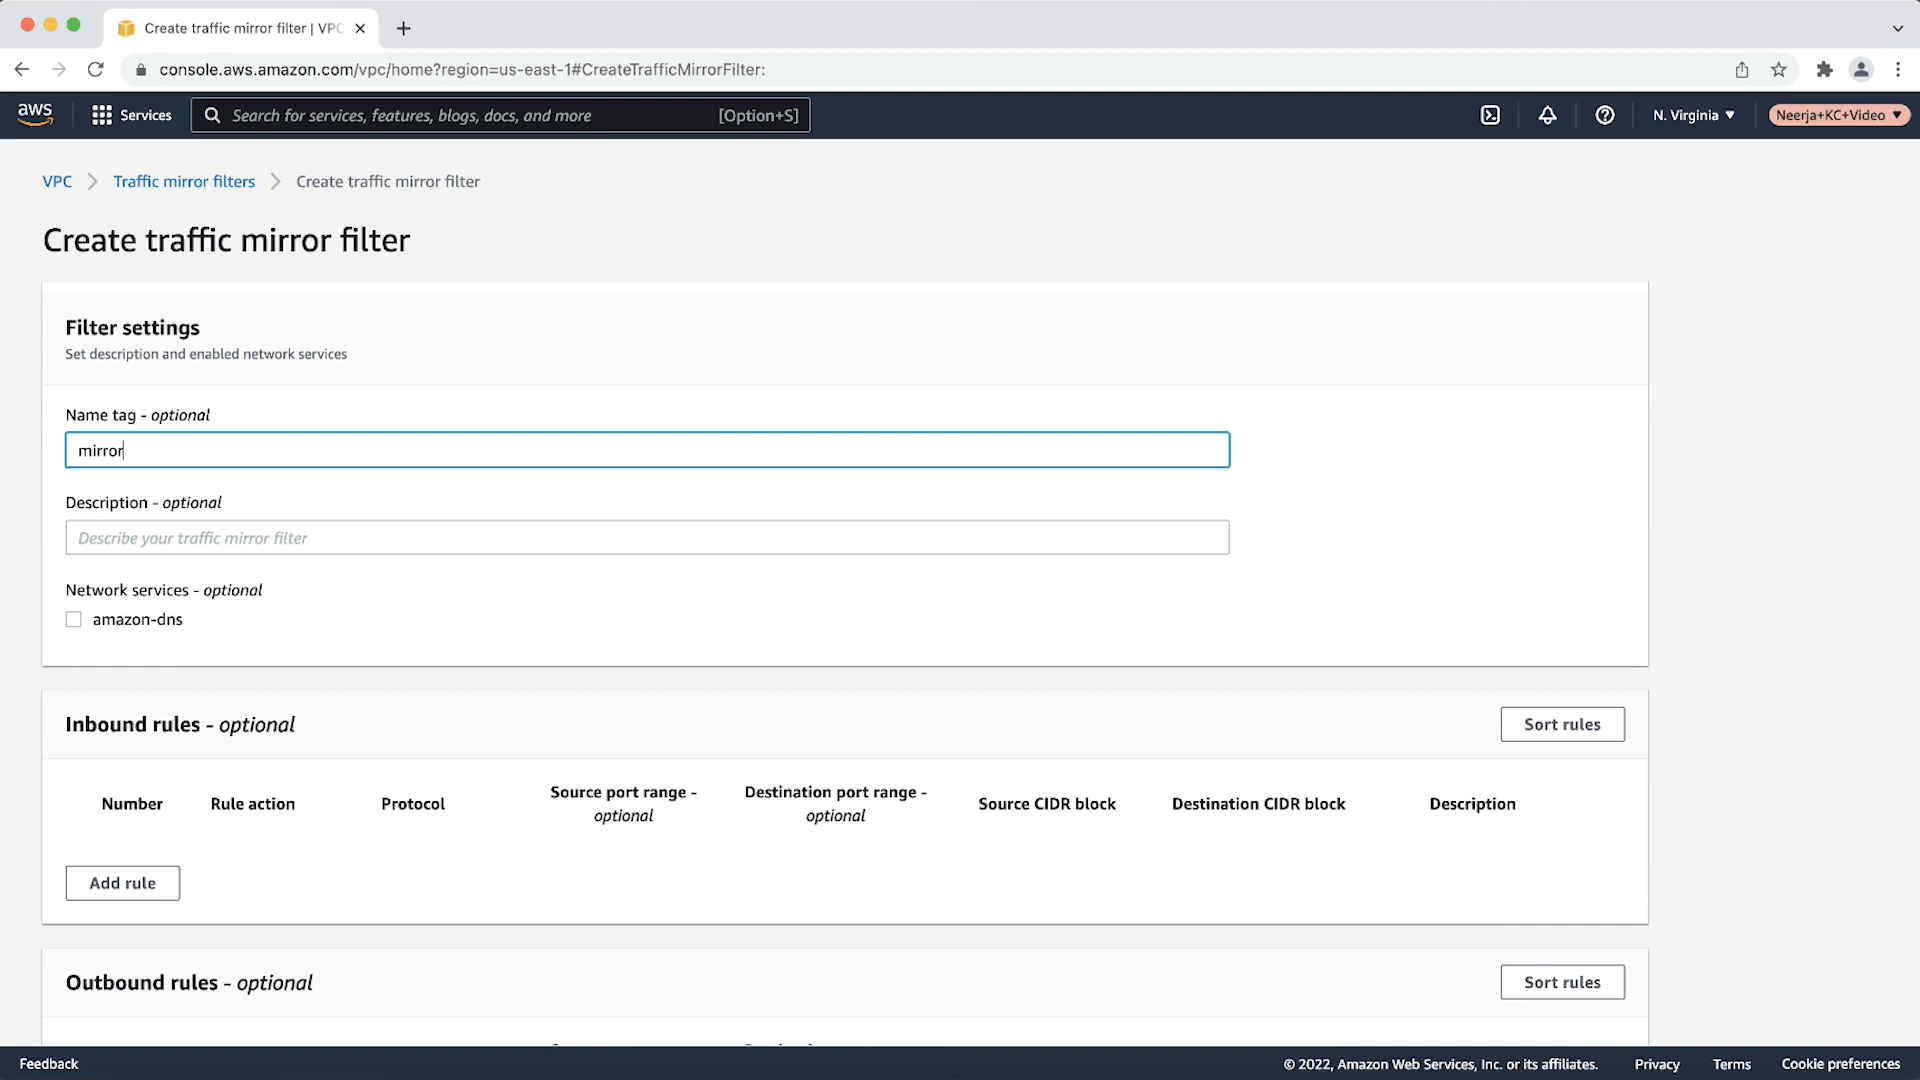 Create traffic mirror filter | VPC
console.aws.amazon.com/vpc/home?region=us-east-1#CreateTrafficMirrorFilter:
aws
Services
Search for services, features, blogs, docs, and more
[Option+S]
N. Virginia
Neerja+KC+Video
VPC
Traffic mirror filters
Create traffic mirror filter
Create traffic mirror filter
Filter settings
Set description and enabled network services
Name tag - optional
mirror
Description - optional
Describe your traffic mirror filter
Network services - optional
amazon-dns
Inbound rules - optional
Sort rules
Number
Rule action
Protocol
Source port range - optional
Destination port range - optional
Source CIDR block
Destination CIDR block
Description
Add rule
Outbound rules - optional
Sort rules
Feedback
© 2022, Amazon Web Services, Inc. or its affiliates.
Privacy
Terms
Cookie preferences